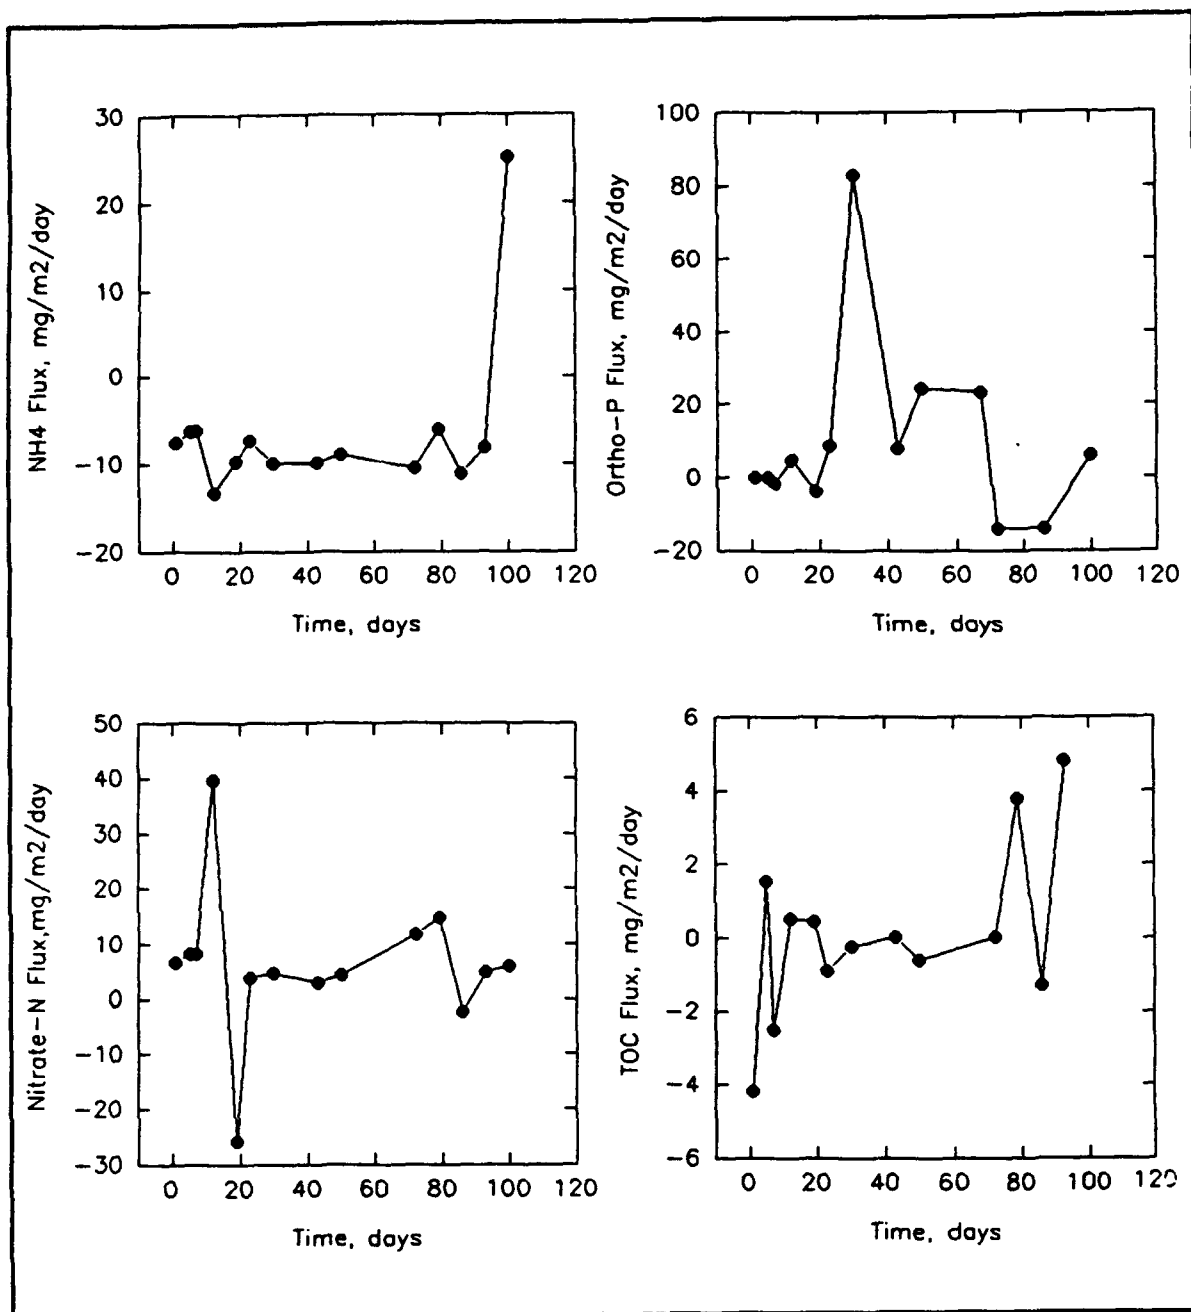 30
20
10
0
-10
-20
NH4 Flux, mg/m2/day
0 20 40 60 80 100 120
Time, days
100
80
60
40
20
0
-20
Ortho-P Flux, mg/m2/day
0 20 40 60 80 100 120
Time, days
50
40
30
20
10
0
-10
-20
-30
Nitrate-N Flux,mg/m2/day
0 20 40 60 80 100 120
Time, days
6
4
2
0
-2
-4
-6
TOC Flux, mg/m2/day
0 20 40 60 80 100 120
Time, days